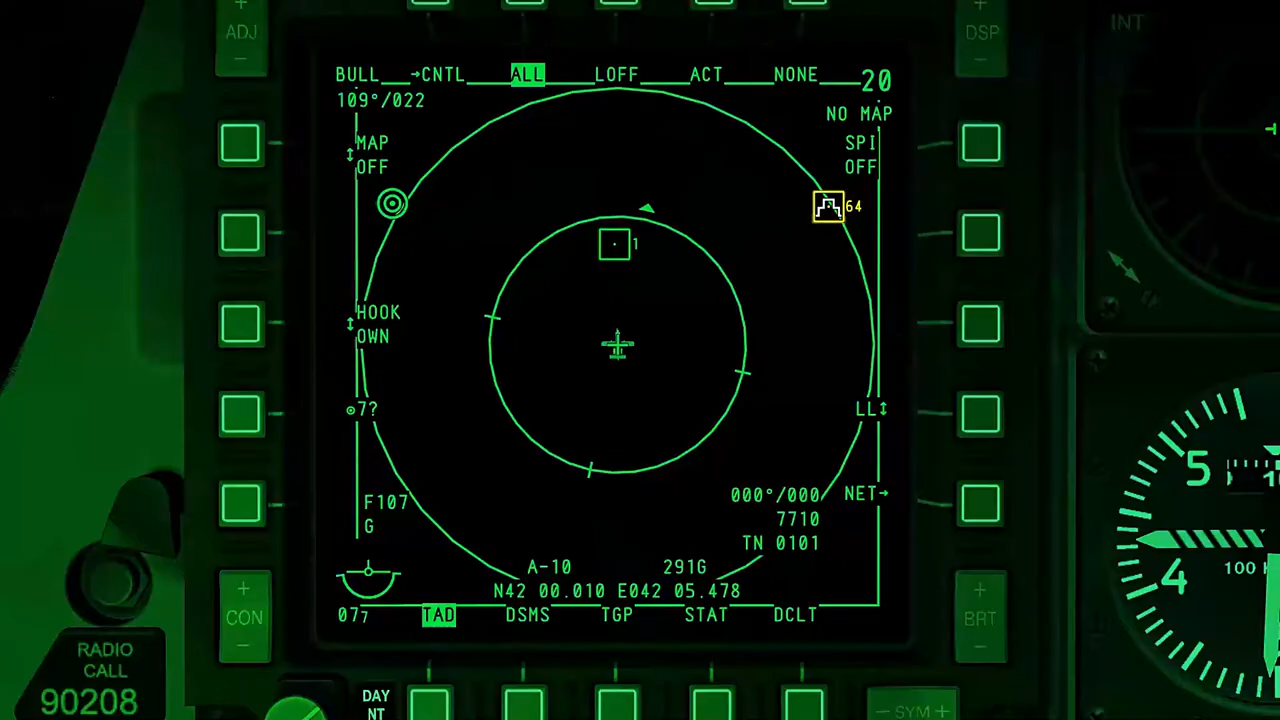 ADJ
DSP
INT
BULL →CNTL ALL LOFF ACT NONE 20
109°/022
NO MAP
MAP
OFF
SPI
OFF
64
1
HOOK
OWN
7?
LL↕
F107
G
000°/000
NET→
7710
TN 0101
A-10 291G
N42 00.010 E042 05.478
077 TAD DSMS TGP STAT DCLT
CON
BRT
RADIO
CALL
90208
DAY
NT
- SYM +
5
4
100